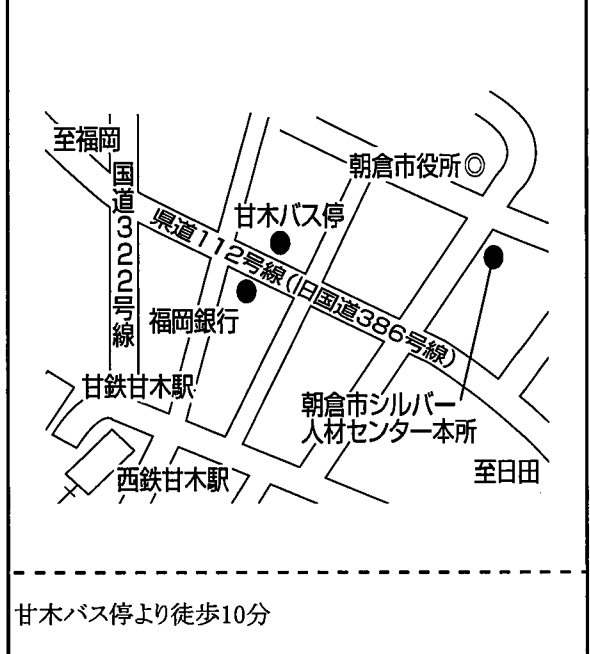 至福岡
国道322号線
朝倉市役所
甘木バス停
県道112号線(旧国道386号線)
福岡銀行
甘鉄甘木駅
朝倉市シルバー
人材センター本所
西鉄甘木駅
至日田
甘木バス停より徒歩10分